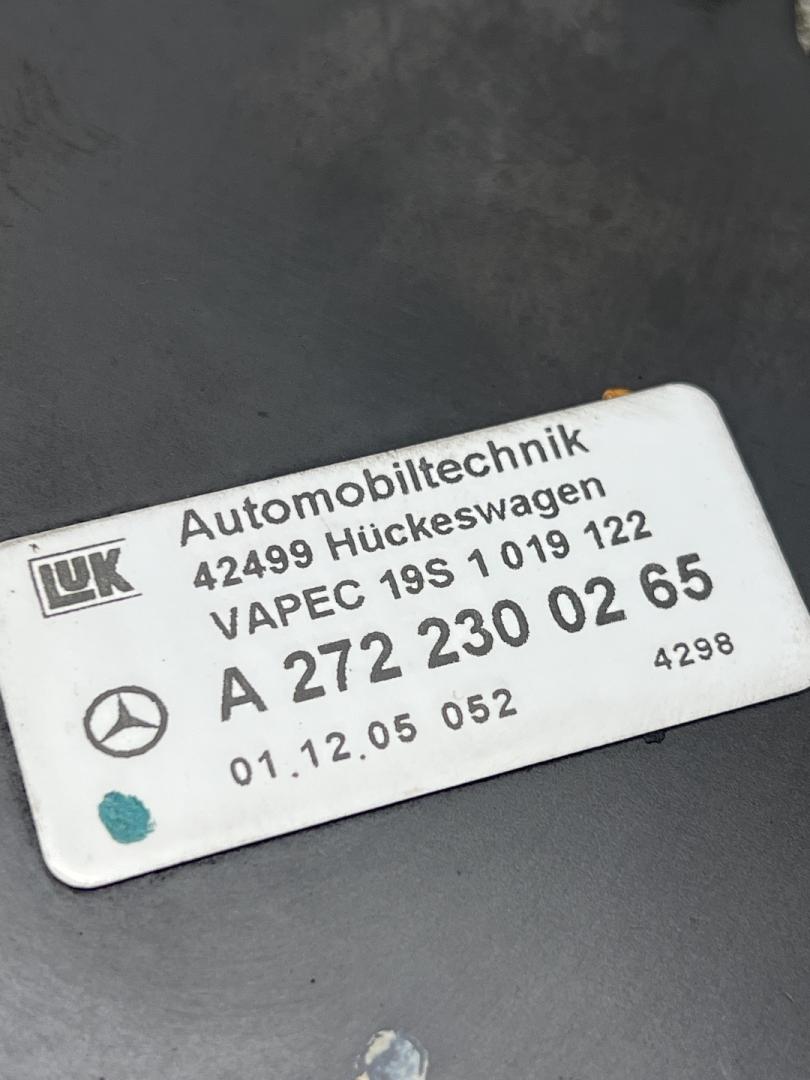 LUK
Automobiltechnik
42499 Hückeswagen
VAPEC 19S 1 019 122
A 272 230 02 65
01.12.05 052 4298